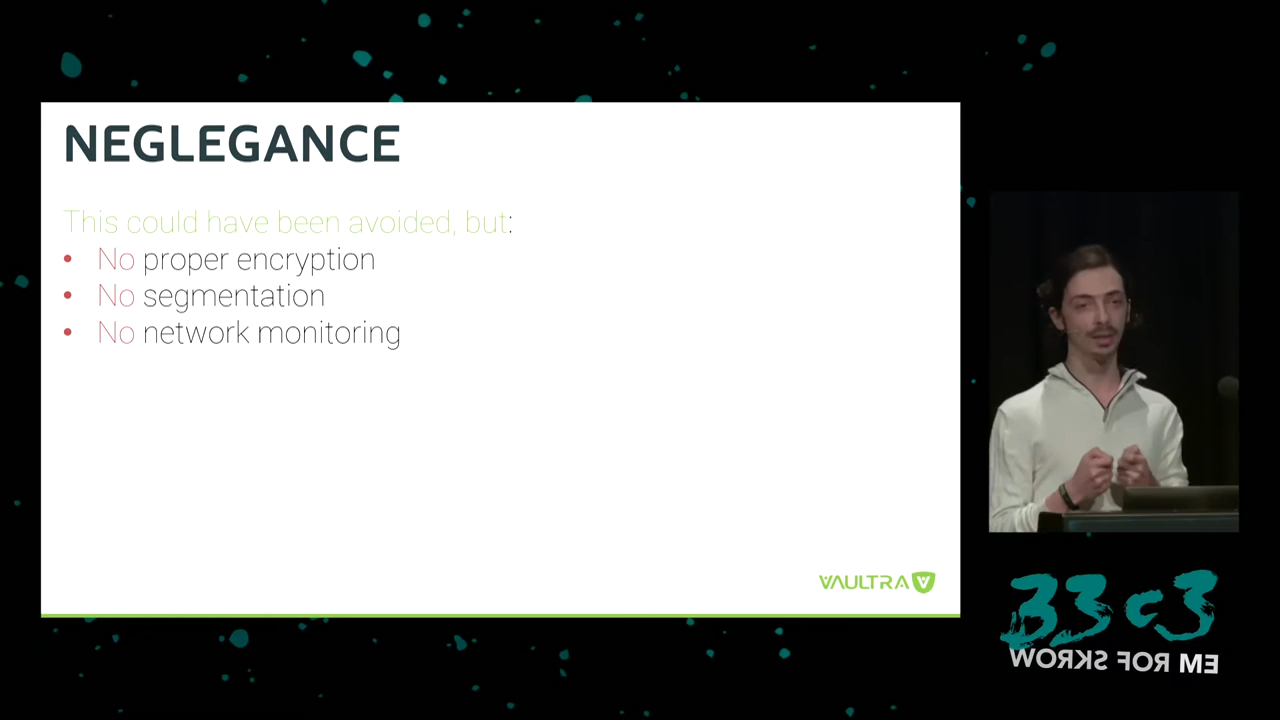 NEGLEGANCE
This could have been avoided, but:
• No proper encryption
• No segmentation
• No network monitoring
VAULTRA
33c3
WORKS FOR ME